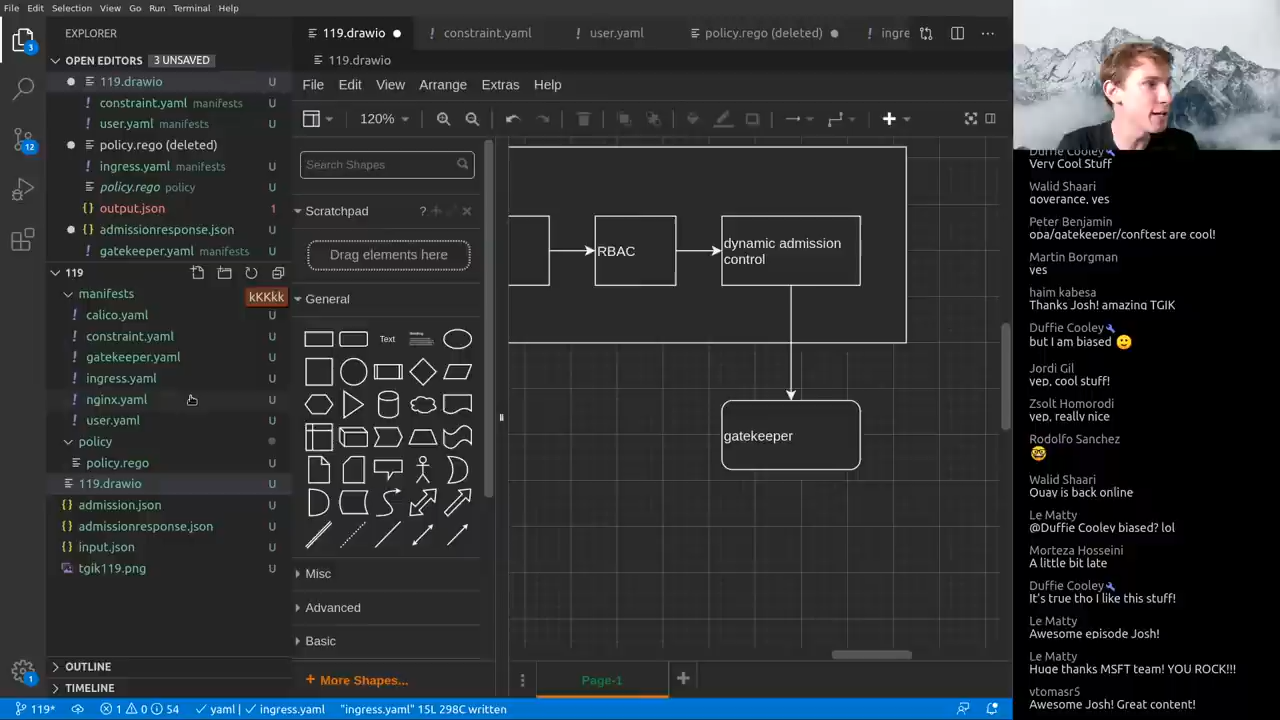 File Edit Selection View Go Run Terminal Help
EXPLORER
OPEN EDITORS 3 UNSAVED
119.drawio U
constraint.yaml manifests U
user.yaml manifests U
policy.rego (deleted)
ingress.yaml manifests U
policy.rego policy U
output.json 1
admissionresponse.json U
gatekeeper.yaml manifests U
119
manifests
kKKkk
calico.yaml U
constraint.yaml U
gatekeeper.yaml U
ingress.yaml U
nginx.yaml U
user.yaml U
policy
policy.rego U
119.drawio U
admission.json U
admissionresponse.json U
input.json U
tgik119.png U
OUTLINE
TIMELINE
3
12
1
119.drawio
constraint.yaml
user.yaml
policy.rego (deleted)
ingre
119.drawio
File Edit View Arrange Extras Help
120%
Search Shapes
Scratchpad
?
Drag elements here
General
Text
Heading
Misc
Advanced
Basic
+ More Shapes...
RBAC
dynamic admission
control
gatekeeper
Page-1
119* 1 0 54 yaml | ingress.yaml "ingress.yaml" 15L 298C written
Duffie Cooley
Very Cool Stuff
Walid Shaari
goverance, yes
Peter Benjamin
opa/gatekeeper/conftest are cool!
Martin Borgman
yes
haim kabesa
Thanks Josh! amazing TGIK
Duffie Cooley
but I am biased 🙂
Jordi Gil
yep, cool stuff!
Zsolt Homorodi
yep, really nice
Rodolfo Sanchez
🤓
Walid Shaari
Quay is back online
Le Matty
@Duffie Cooley biased? lol
Morteza Hosseini
A little bit late
Duffie Cooley
It's true tho I like this stuff!
Le Matty
Awesome episode Josh!
Le Matty
Huge thanks MSFT team! YOU ROCK!!!
vtomasr5
Awesome Josh! Great content!